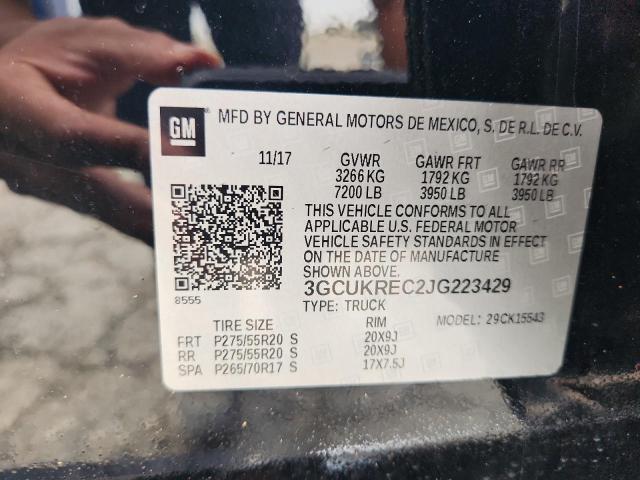 GM MFD BY GENERAL MOTORS DE MEXICO, S. DE R.L. DE C.V.
11/17 GVWR GAWR FRT GAWR RR
3266 KG 1792 KG 1792 KG
7200 LB 3950 LB 3950 LB
THIS VEHICLE CONFORMS TO ALL
APPLICABLE U.S. FEDERAL MOTOR
VEHICLE SAFETY STANDARDS IN EFFECT
ON THE DATE OF MANUFACTURE
SHOWN ABOVE.
8555 3GCUKREC2JG223429
TYPE: TRUCK
TIRE SIZE RIM MODEL: 29CK15543
FRT P275/55R20 S 20X9J
RR P275/55R20 S 20X9J
SPA P265/70R17 S 17X7.5J